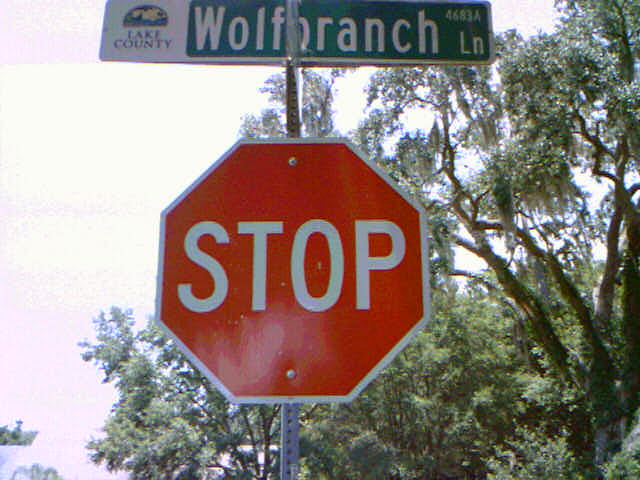 LAKE
COUNTY
Wolfbranch Ln
4683A
STOP